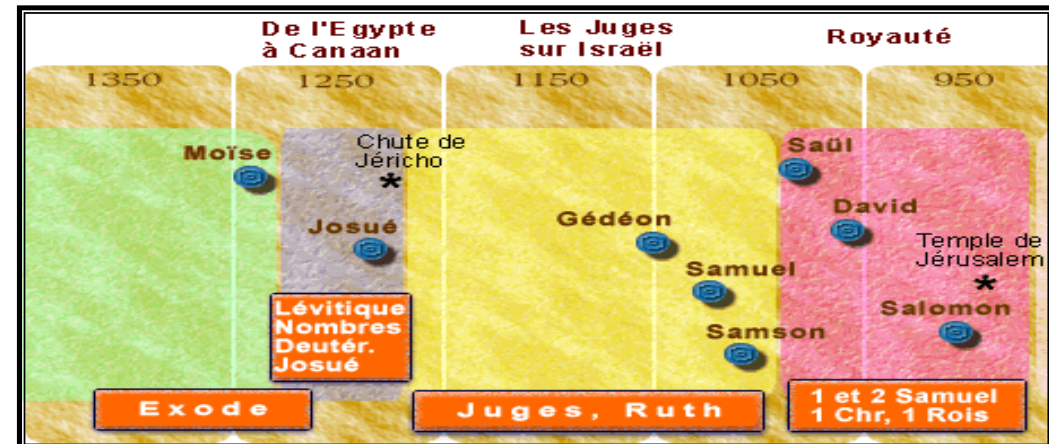 De l'Egypte
à Canaan
Les Juges
sur Israël
Royauté
1350
1250
1150
1050
950
Moïse
Chute de
Jéricho
*
Josué
Gédéon
Samuel
Samson
Saül
David
Temple de
Jérusalem
*
Salomon
Lévitique
Nombres
Deutér.
Josué
Exode
Juges, Ruth
1 et 2 Samuel
1 Chr, 1 Rois